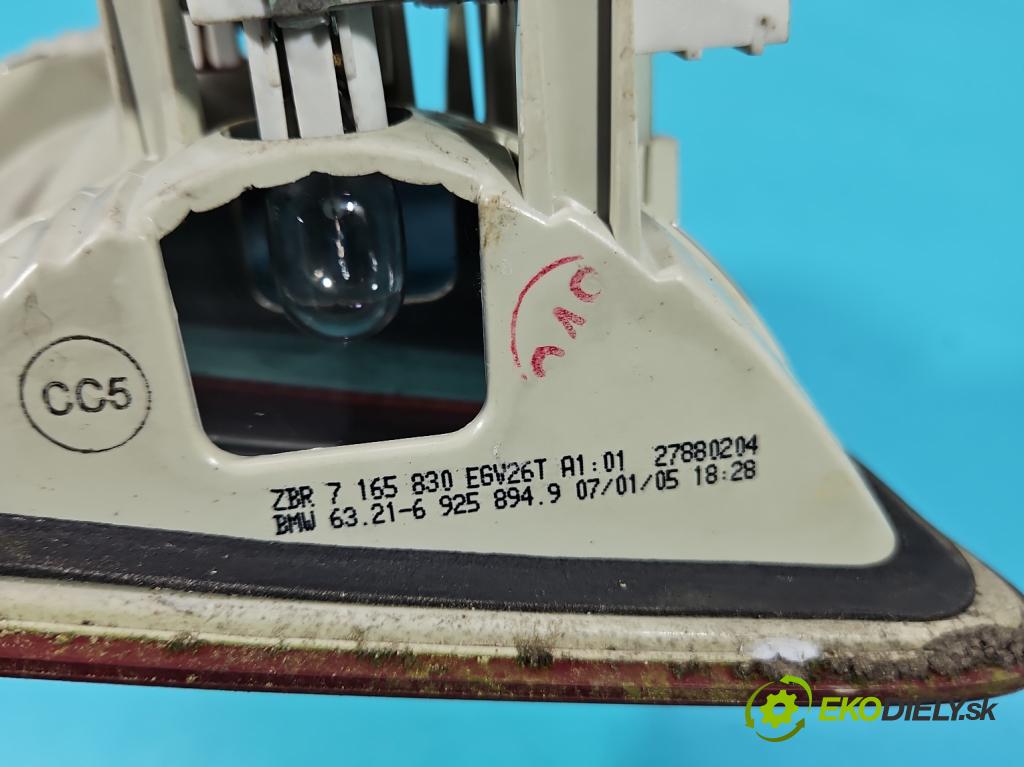 CC5
ZBR 7 165 830 EGV26T A1:01 27880204
BMW 63.21-6 925 894.9 07/01/05 18:28
EKODIELY.SK